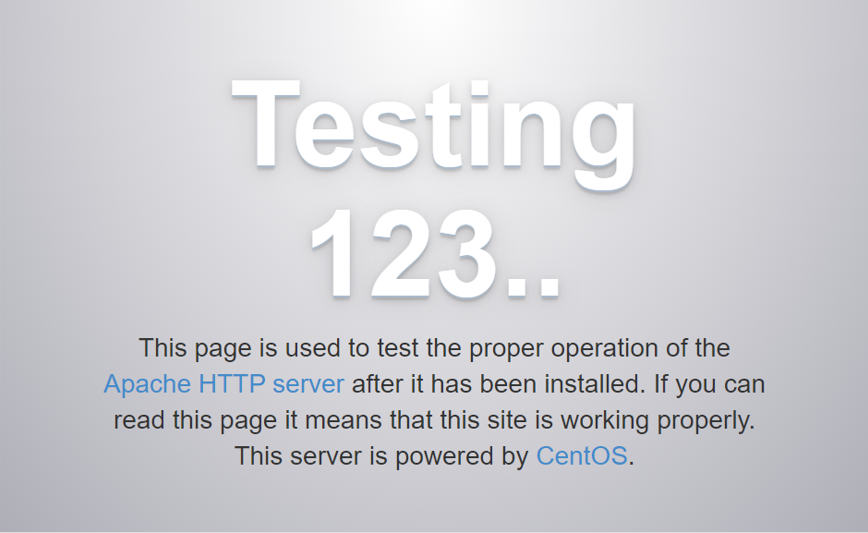 Testing
123..
This page is used to test the proper operation of the
Apache HTTP server after it has been installed. If you can
read this page it means that this site is working properly.
This server is powered by CentOS.